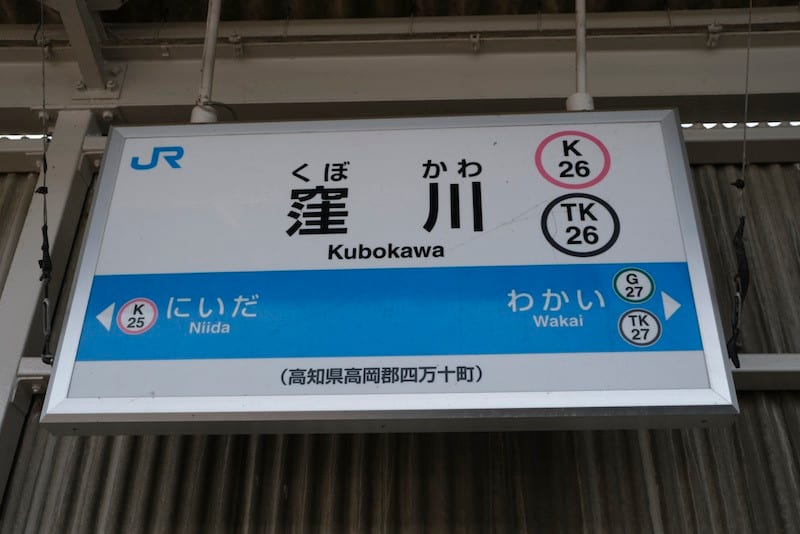 JR
くぼ かわ
窪 川
Kubokawa
K
26
TK
26
K
25
にいだ
Niida
わかい
Wakai
G
27
TK
27
(高知県高岡郡四万十町)